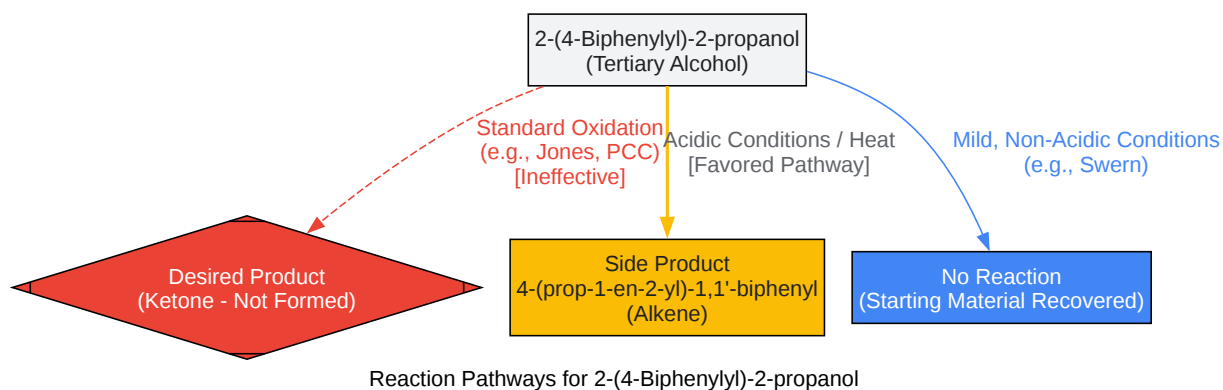 2-(4-Biphenylyl)-2-propanol
(Tertiary Alcohol)
Standard Oxidation
(e.g., Jones, PCC)
[Ineffective]
Acidic Conditions / Heat
[Favored Pathway]
Mild, Non-Acidic Conditions
(e.g., Swern)
Desired Product
(Ketone - Not Formed)
Side Product
4-(prop-1-en-2-yl)-1,1'-biphenyl
(Alkene)
No Reaction
(Starting Material Recovered)
Reaction Pathways for 2-(4-Biphenylyl)-2-propanol